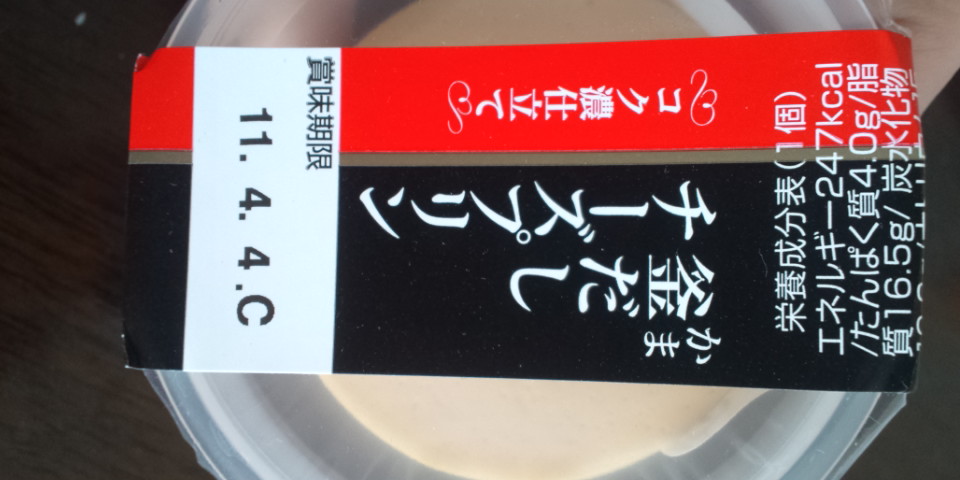 コク濃仕立て
かま
釜だし
チーズプリン
賞味期限
11. 4. 4 .C
栄養成分表(1個)
エネルギー247kcal
/たんぱく質4.0g/脂
質16.5g/ 炭水化物